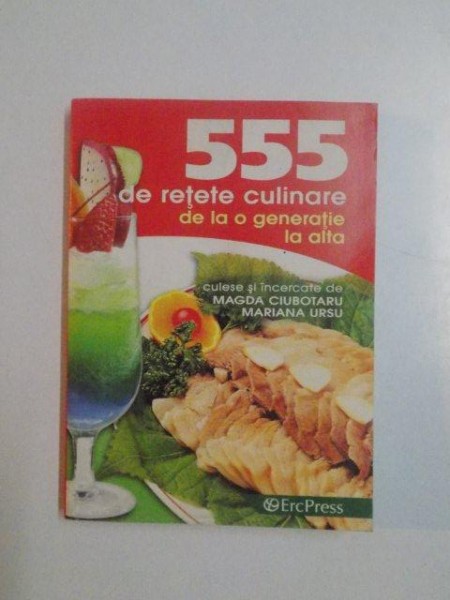 555
de rețete culinare
de la o generație
la alta
culese și încercate de
MAGDA CIUBOTARU
MARIANA URSU
ErcPress